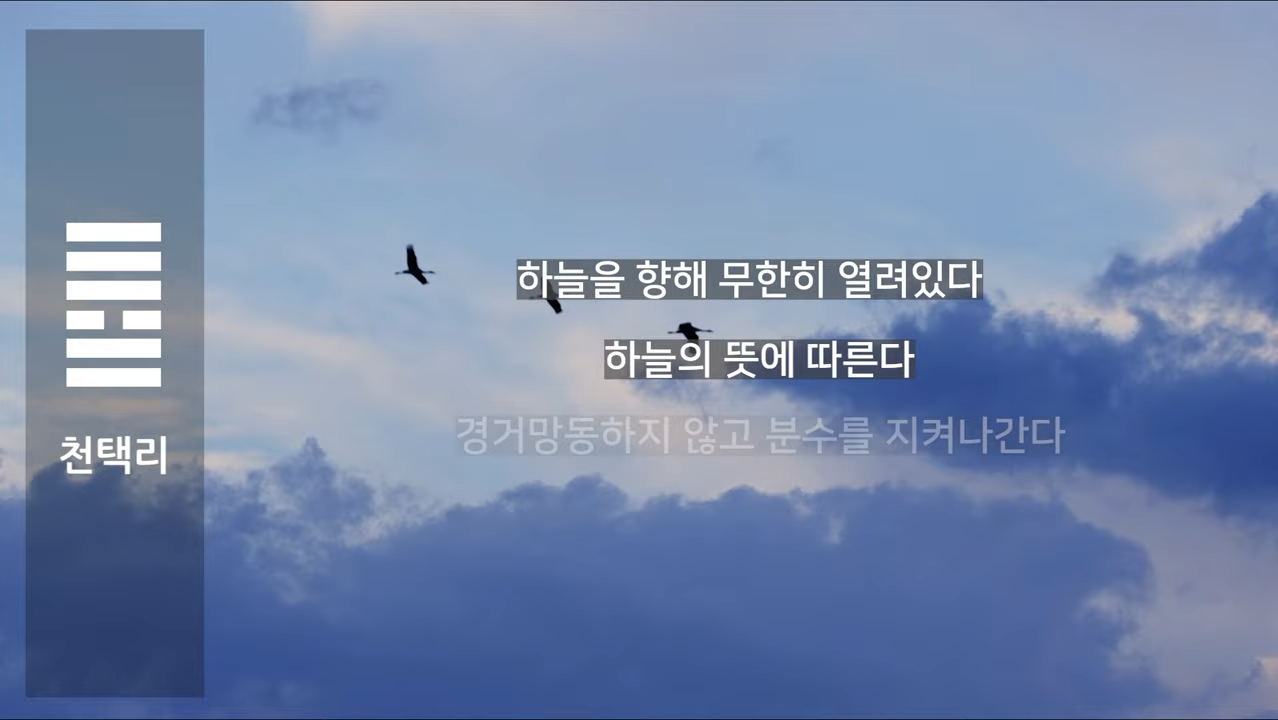 천택리
하늘을 향해 무한히 열려있다
하늘의 뜻에 따른다
경거망동하지 않고 분수를 지켜나간다